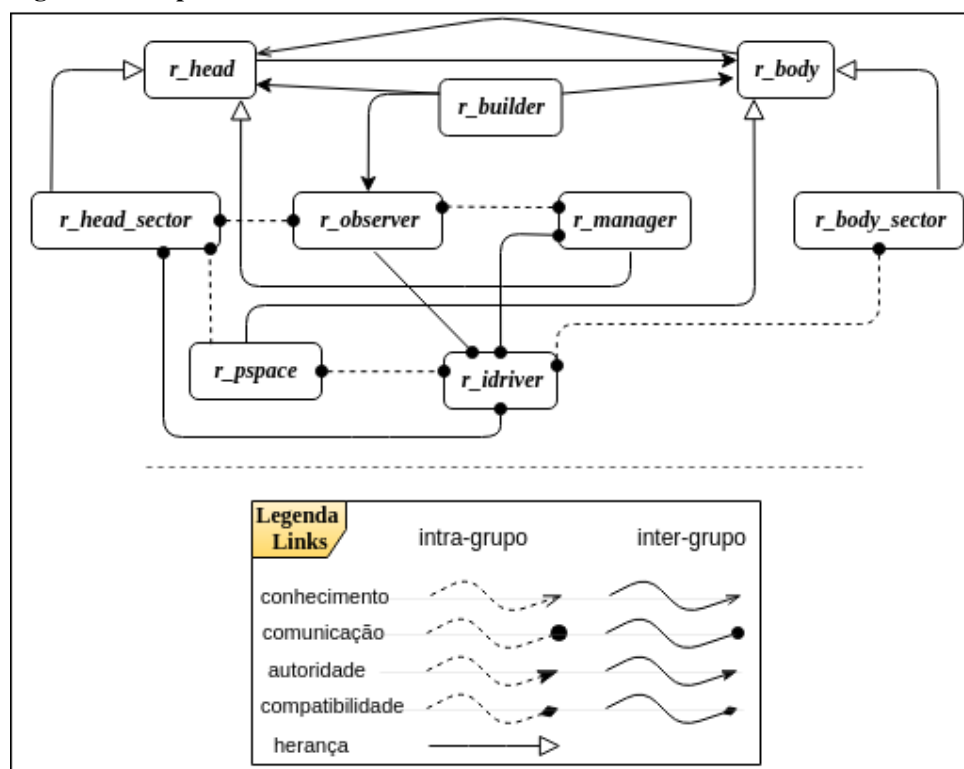 r_head
r_body
r_builder
r_head_sector
r_observer
r_manager
r_body_sector
r_pspace
r_idriver
Legenda
Links
intra-grupo
inter-grupo
conhecimento
comunicação
autoridade
compatibilidade
herança